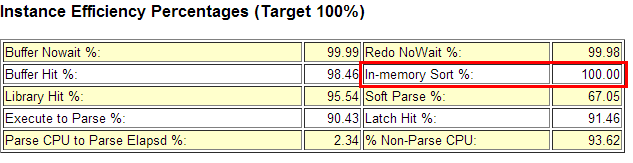 Instance Efficiency Percentages (Target 100%)
Buffer Nowait %: 99.99 Redo NoWait %: 99.98
Buffer Hit %: 98.46 In-memory Sort %: 100.00
Library Hit %: 95.54 Soft Parse %: 67.05
Execute to Parse %: 90.43 Latch Hit %: 91.46
Parse CPU to Parse Elapsd %: 2.34 % Non-Parse CPU: 93.62